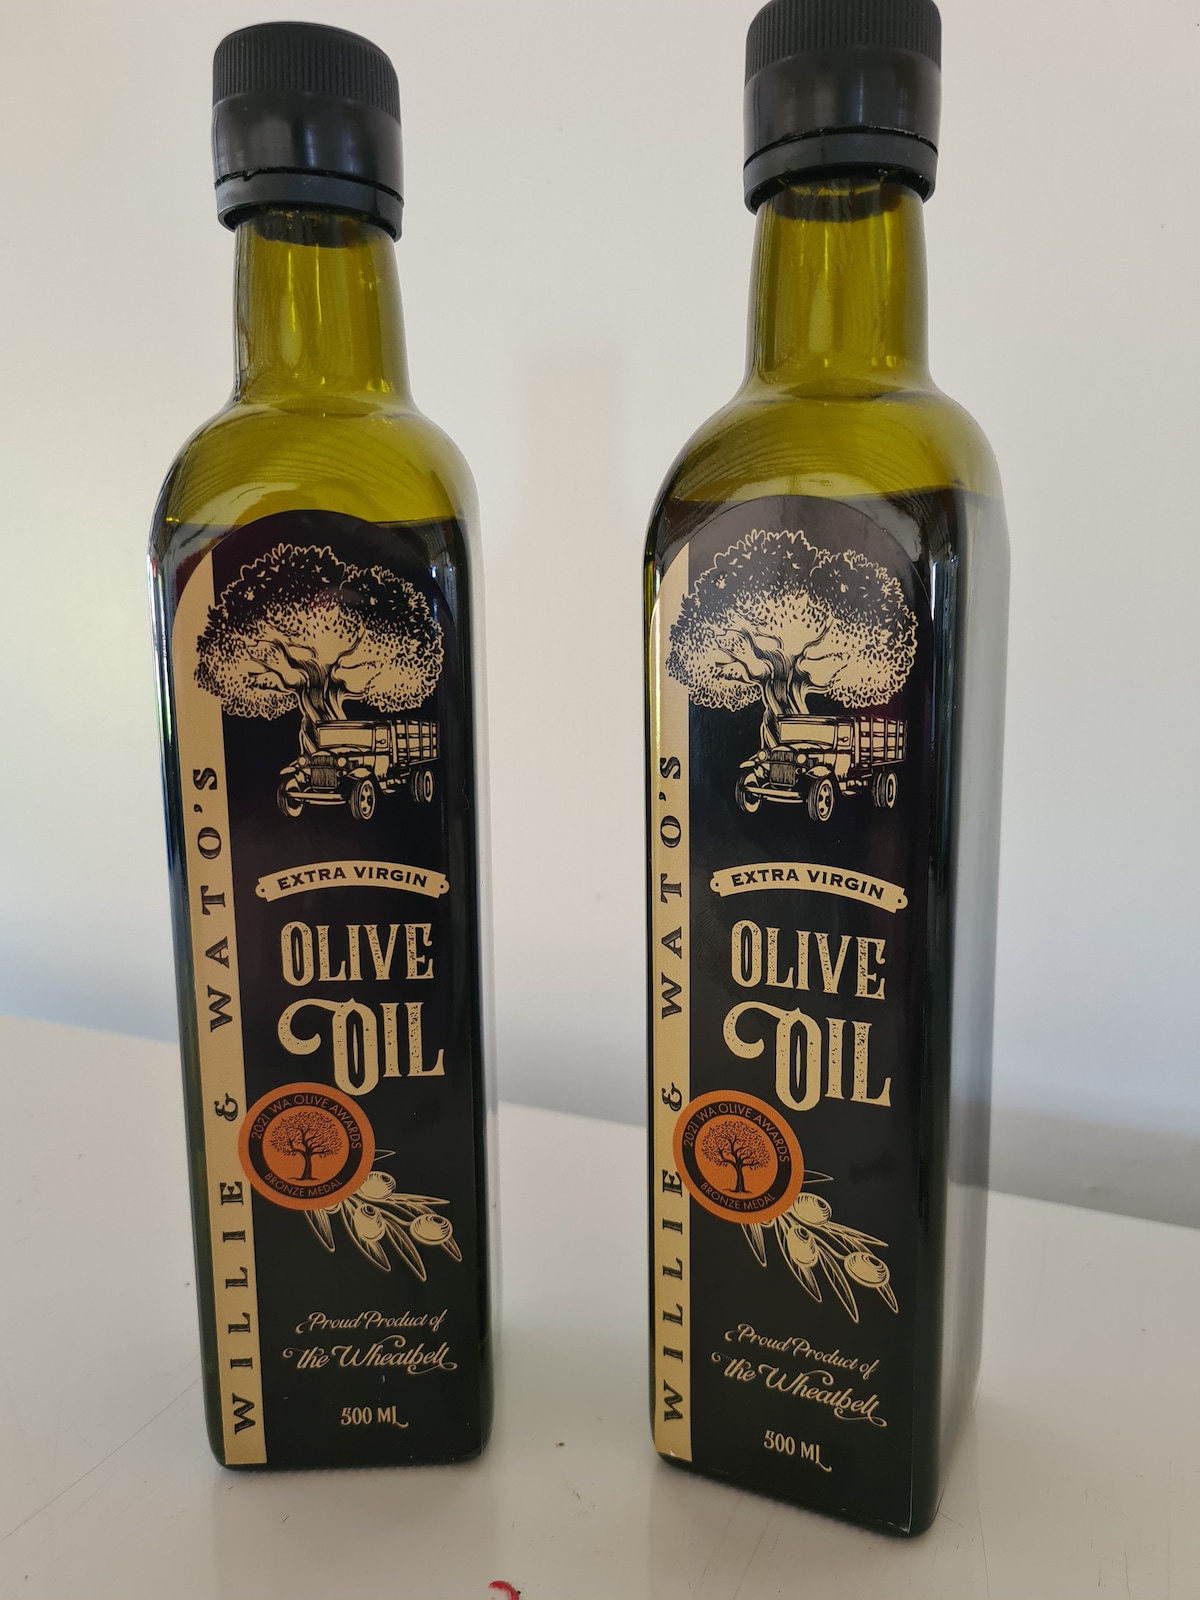 WILLIE & WATO'S
EXTRA VIRGIN
OLIVE
OIL
2021 WA OLIVE AWARDS
BRONZE MEDAL
Proud Product of
the Wheatbelt
500 ML
WILLIE & WATO'S
EXTRA VIRGIN
OLIVE
OIL
2021 WA OLIVE AWARDS
BRONZE MEDAL
Proud Product of
the Wheatbelt
500 ML